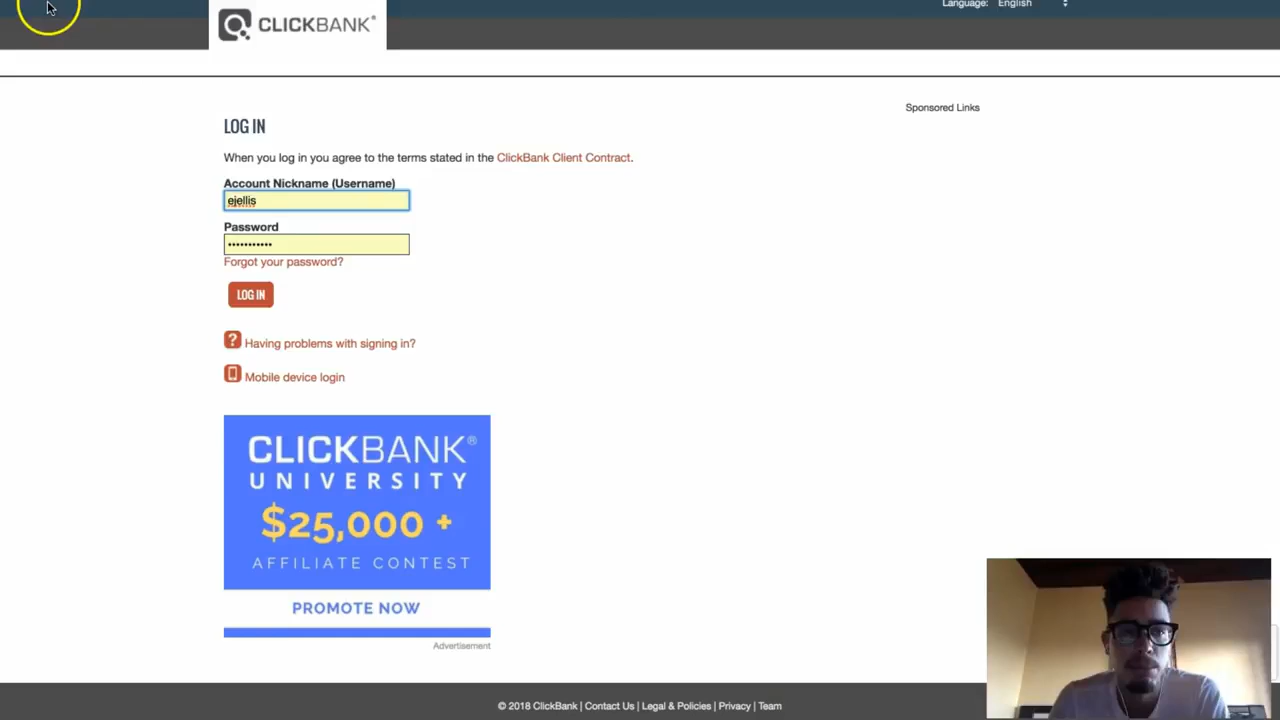 Language: English
CLICKBANK®
Sponsored Links
LOG IN
When you log in you agree to the terms stated in the ClickBank Client Contract.
Account Nickname (Username)
ejellis
Password
•••••••••••
Forgot your password?
LOG IN
? Having problems with signing in?
Mobile device login
CLICKBANK®
UNIVERSITY
$25,000 +
AFFILIATE CONTEST
PROMOTE NOW
Advertisement
© 2018 ClickBank | Contact Us | Legal & Policies | Privacy | Team